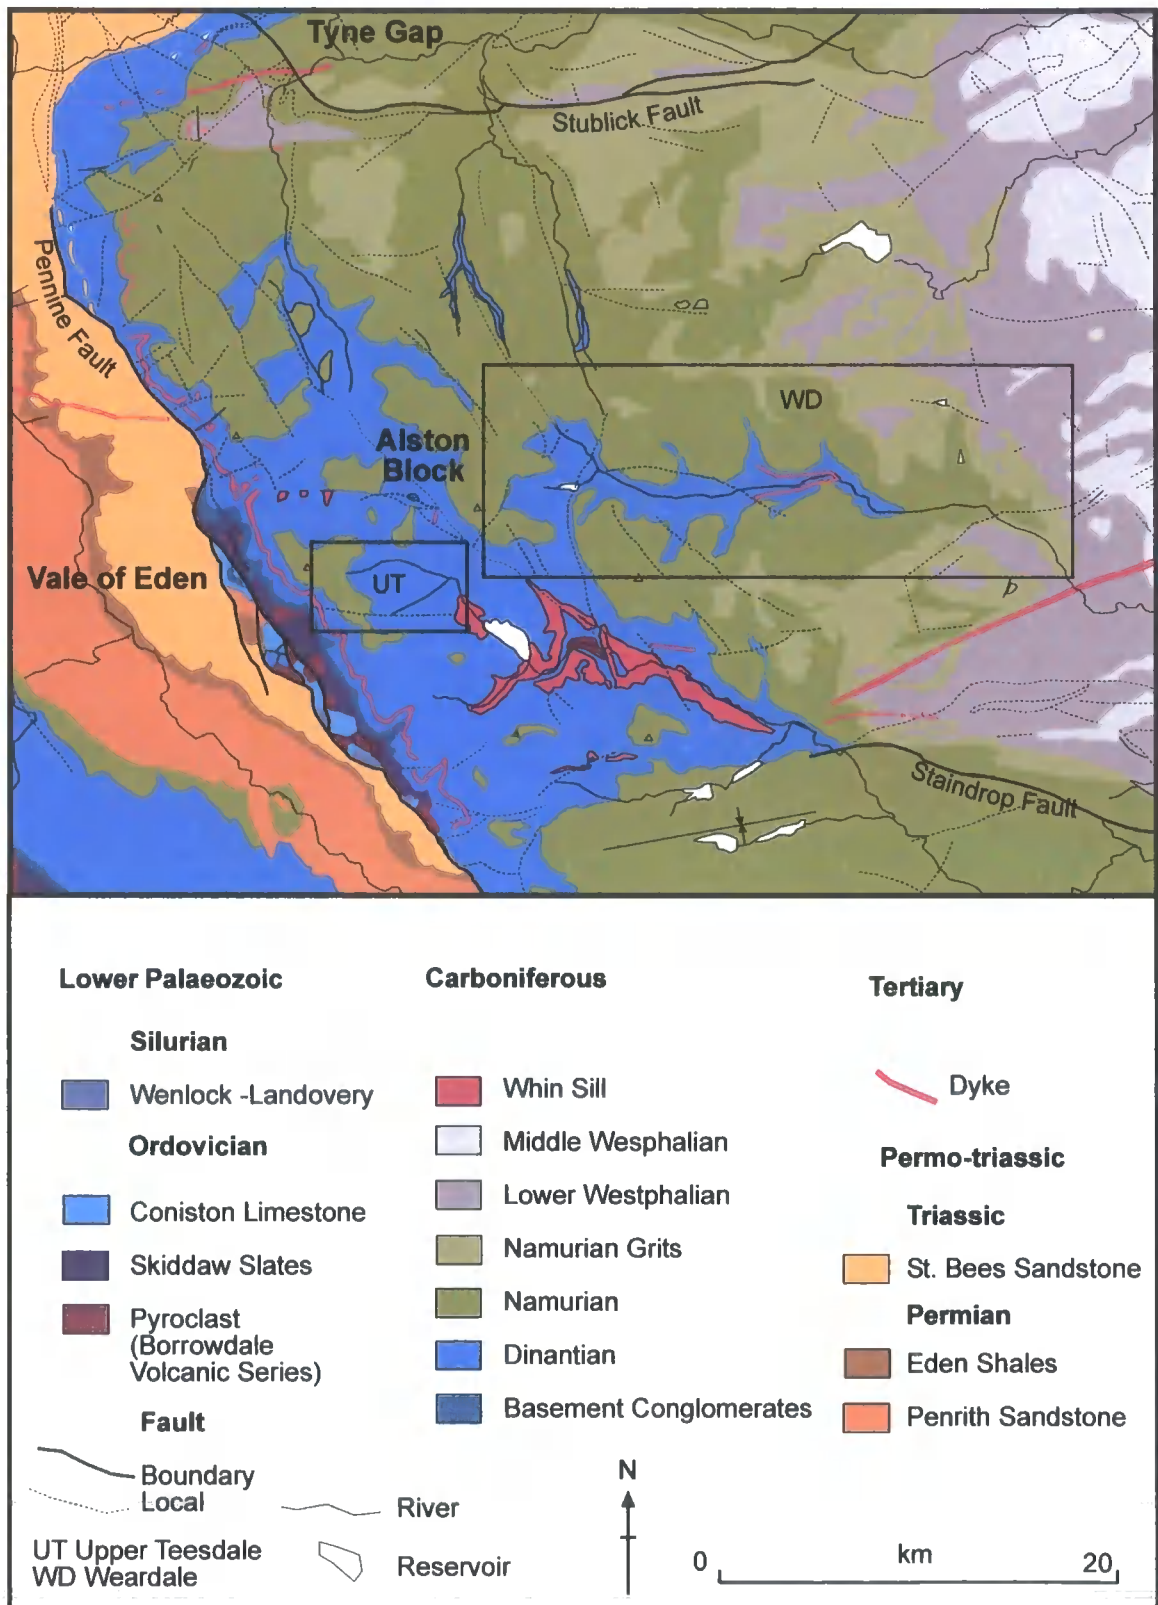 Tyne Gap
Stublick Fault
Pennine Fault
WD
Alston
Block
Vale of Eden
UT
Staindrop Fault
Lower Palaeozoic
Silurian
Wenlock -Landovery
Ordovician
Coniston Limestone
Skiddaw Slates
Pyroclast
(Borrowdale
Volcanic Series)
Fault
Boundary
Local
UT Upper Teesdale
WD Weardale
Carboniferous
Whin Sill
Middle Wesphalian
Lower Westphalian
Namurian Grits
Namurian
Dinantian
Basement Conglomerates
River
Reservoir
N
Tertiary
Dyke
Permo-triassic
Triassic
St. Bees Sandstone
Permian
Eden Shales
Penrith Sandstone
0 km 20